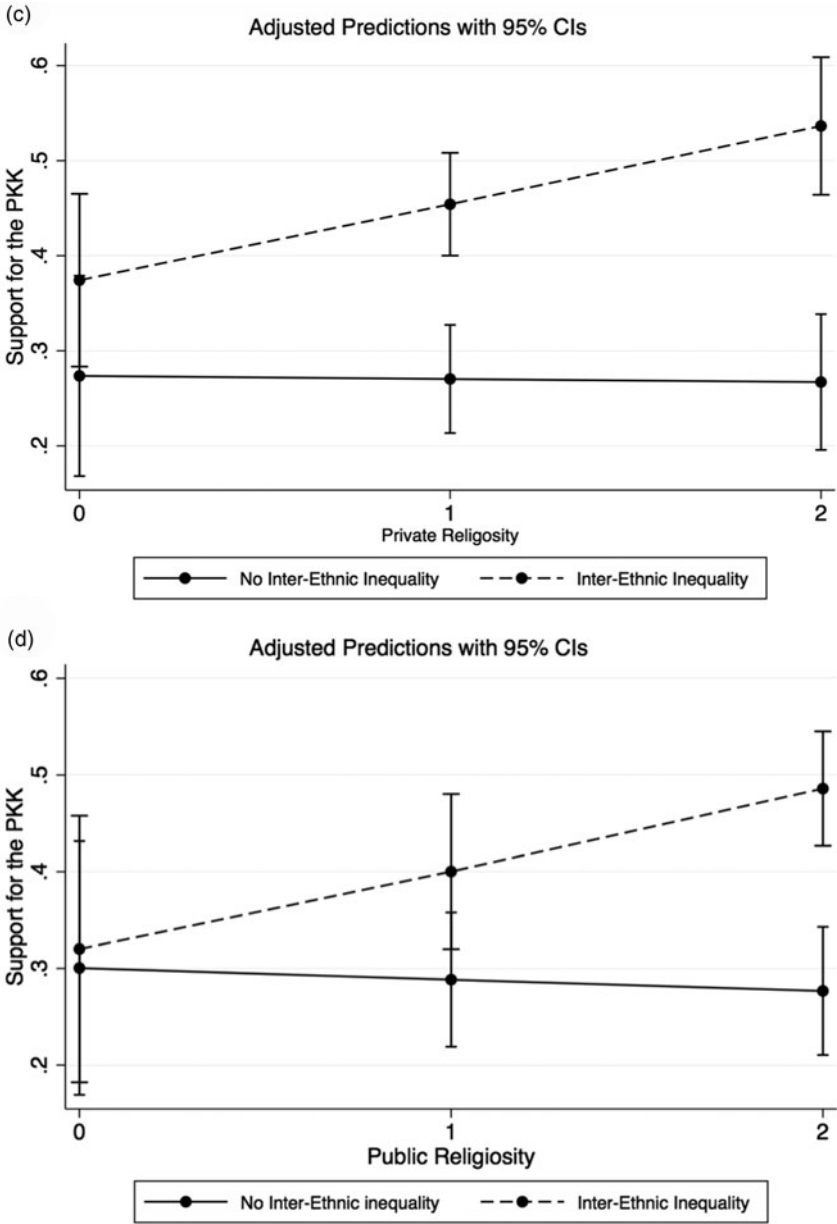 (c)
Adjusted Predictions with 95% CIs
Support for the PKK
.6
.5
.4
.3
.2
0 1 2
Private Religosity
No Inter-Ethnic Inequality Inter-Ethnic Inequality
(d)
Adjusted Predictions with 95% CIs
Support for the PKK
.6
.5
.4
.3
.2
0 1 2
Public Religiosity
No Inter-Ethnic inequality Inter-Ethnic Inequality